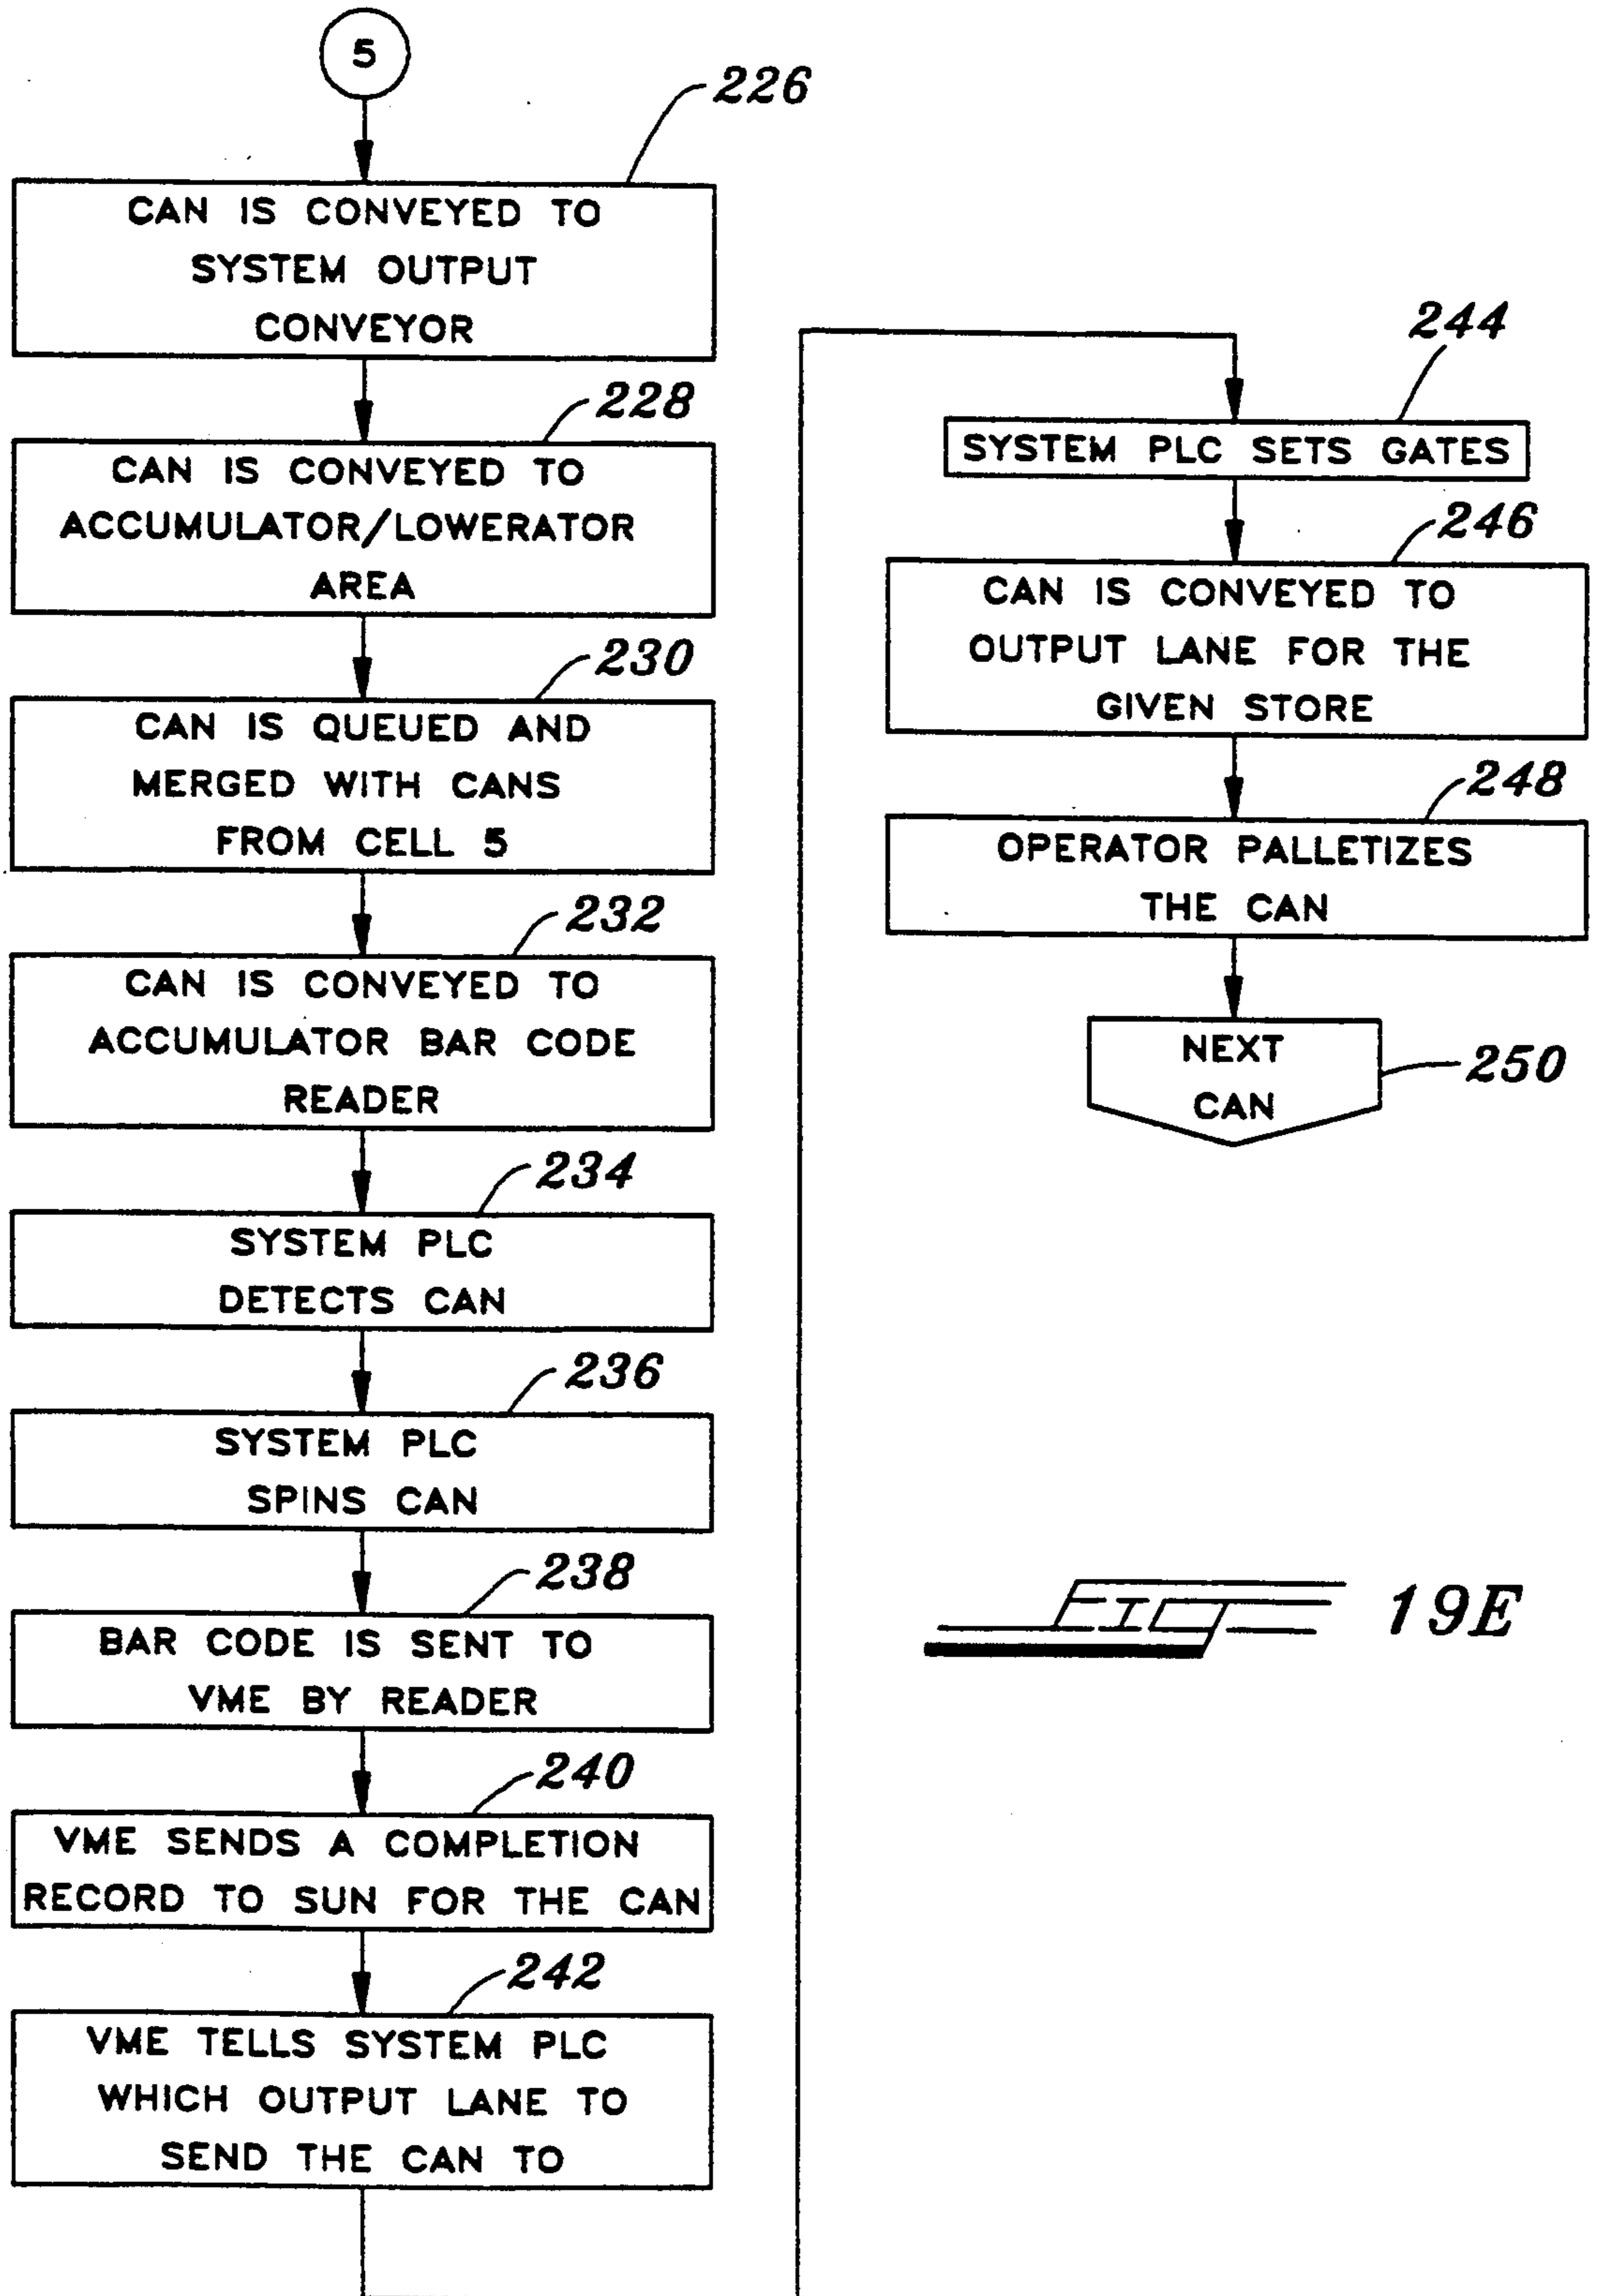 5
226
CAN IS CONVEYED TO
SYSTEM OUTPUT
CONVEYOR
228
CAN IS CONVEYED TO
ACCUMULATOR/LOWERATOR
AREA
230
CAN IS QUEUED AND
MERGED WITH CANS
FROM CELL 5
232
CAN IS CONVEYED TO
ACCUMULATOR BAR CODE
READER
234
SYSTEM PLC
DETECTS CAN
236
SYSTEM PLC
SPINS CAN
238
BAR CODE IS SENT TO
VME BY READER
240
VME SENDS A COMPLETION
RECORD TO SUN FOR THE CAN
242
VME TELLS SYSTEM PLC
WHICH OUTPUT LANE TO
SEND THE CAN TO
244
SYSTEM PLC SETS GATES
246
CAN IS CONVEYED TO
OUTPUT LANE FOR THE
GIVEN STORE
248
OPERATOR PALLETIZES
THE CAN
250
NEXT
CAN
FIG 19E